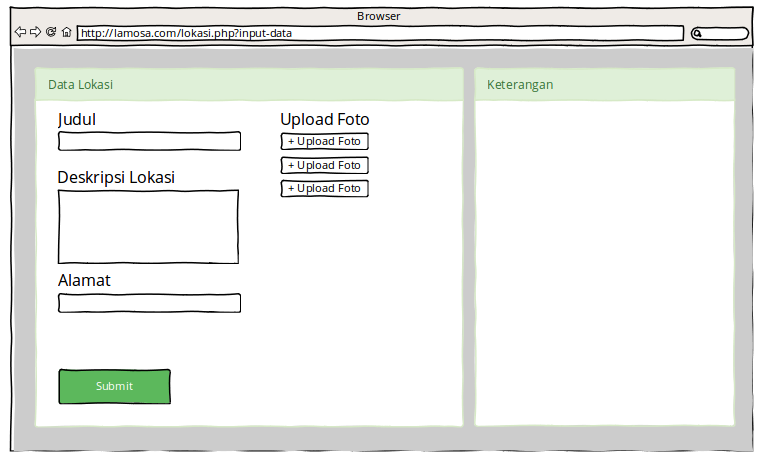 Browser
http://lamosa.com/lokasi.php?input-data
Data Lokasi
Judul
Deskripsi Lokasi
Alamat
Submit
Upload Foto
+ Upload Foto
+ Upload Foto
+ Upload Foto
Keterangan